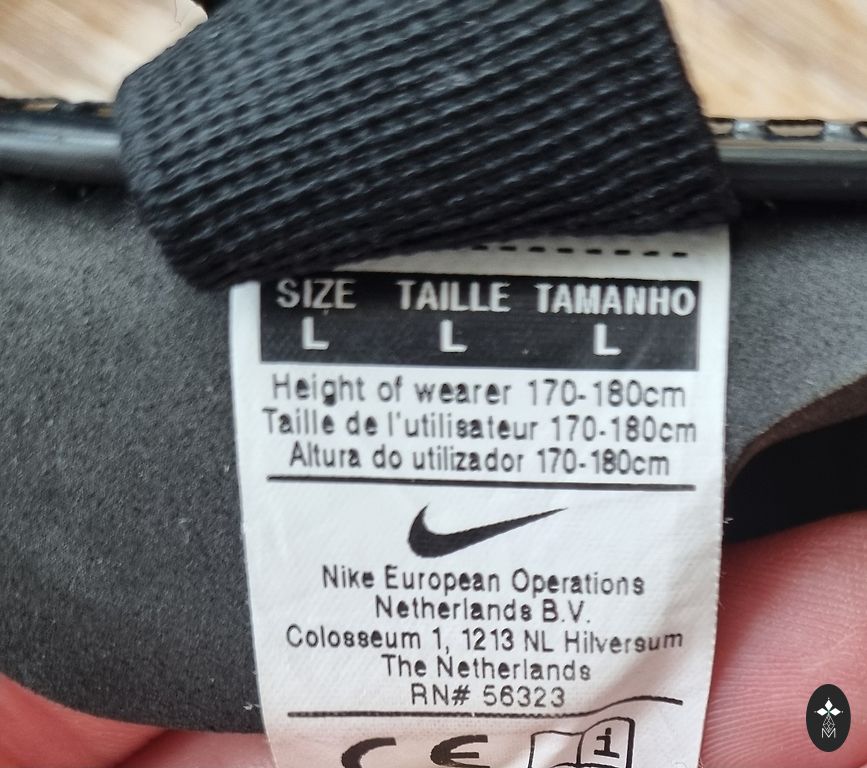 SIZE TAILLE TAMANHO
L L L
Height of wearer 170-180cm
Taille de l'utilisateur 170-180cm
Altura do utilizador 170-180cm
Nike European Operations
Netherlands B.V.
Colosseum 1, 1213 NL Hilversum
The Netherlands
RN# 56323
CE i
M